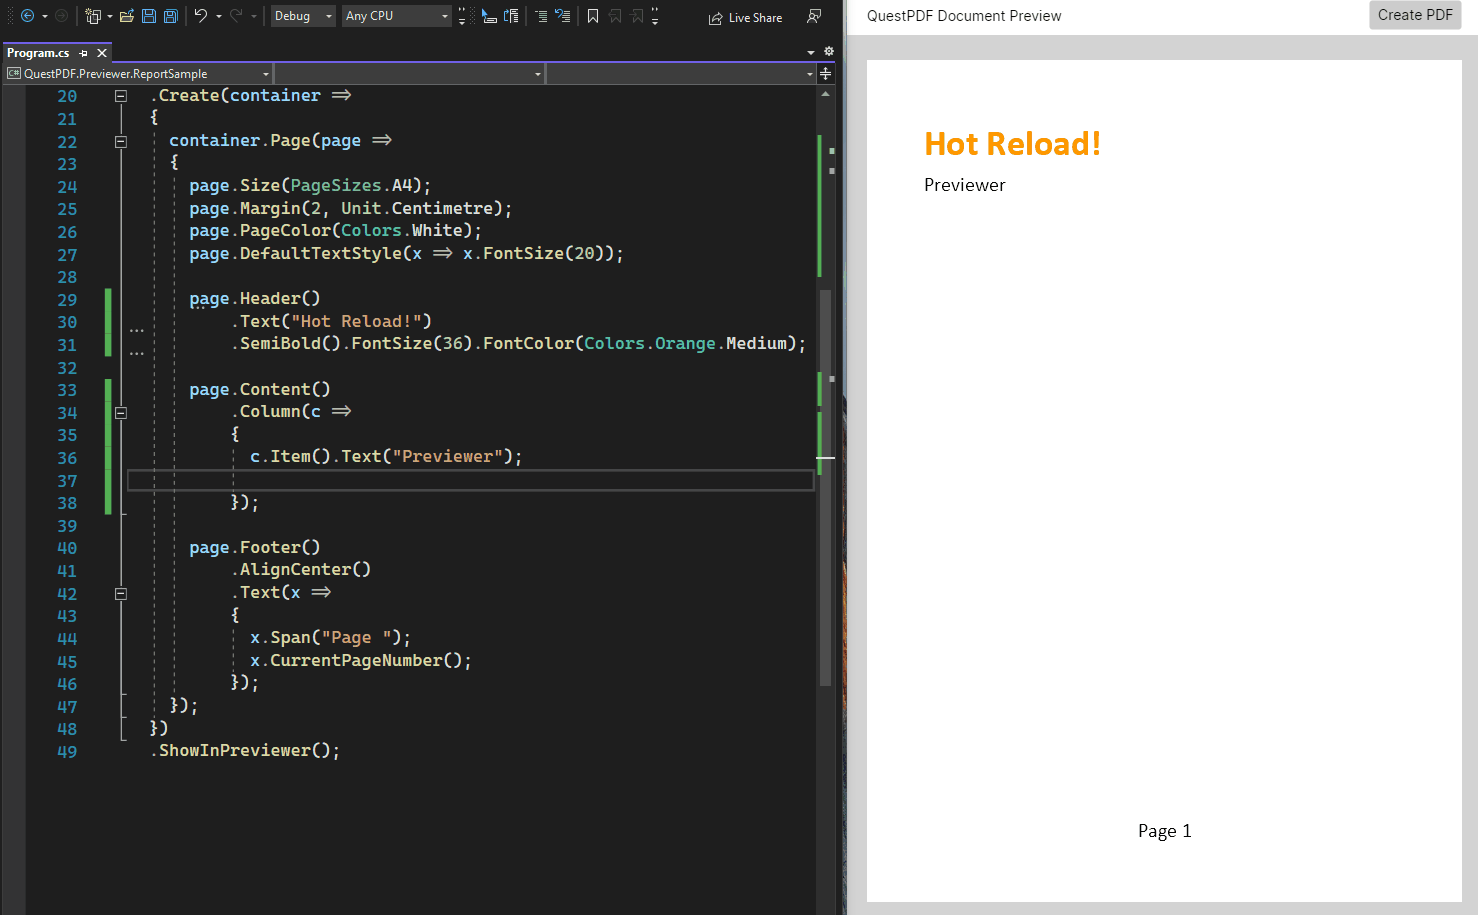 Debug
Any CPU
Live Share
Program.cs
C# QuestPDF.Previewer.ReportSample
20 .Create(container =>
21 {
22 container.Page(page =>
23 {
24 page.Size(PageSizes.A4);
25 page.Margin(2, Unit.Centimetre);
26 page.PageColor(Colors.White);
27 page.DefaultTextStyle(x => x.FontSize(20));
28
29 page.Header()
30 .Text("Hot Reload!")
31 .SemiBold().FontSize(36).FontColor(Colors.Orange.Medium);
32
33 page.Content()
34 .Column(c =>
35 {
36 c.Item().Text("Previewer");
37
38 });
39
40 page.Footer()
41 .AlignCenter()
42 .Text(x =>
43 {
44 x.Span("Page ");
45 x.CurrentPageNumber();
46 });
47 });
48 })
49 .ShowInPreviewer();
QuestPDF Document Preview
Create PDF
Hot Reload!
Previewer
Page 1